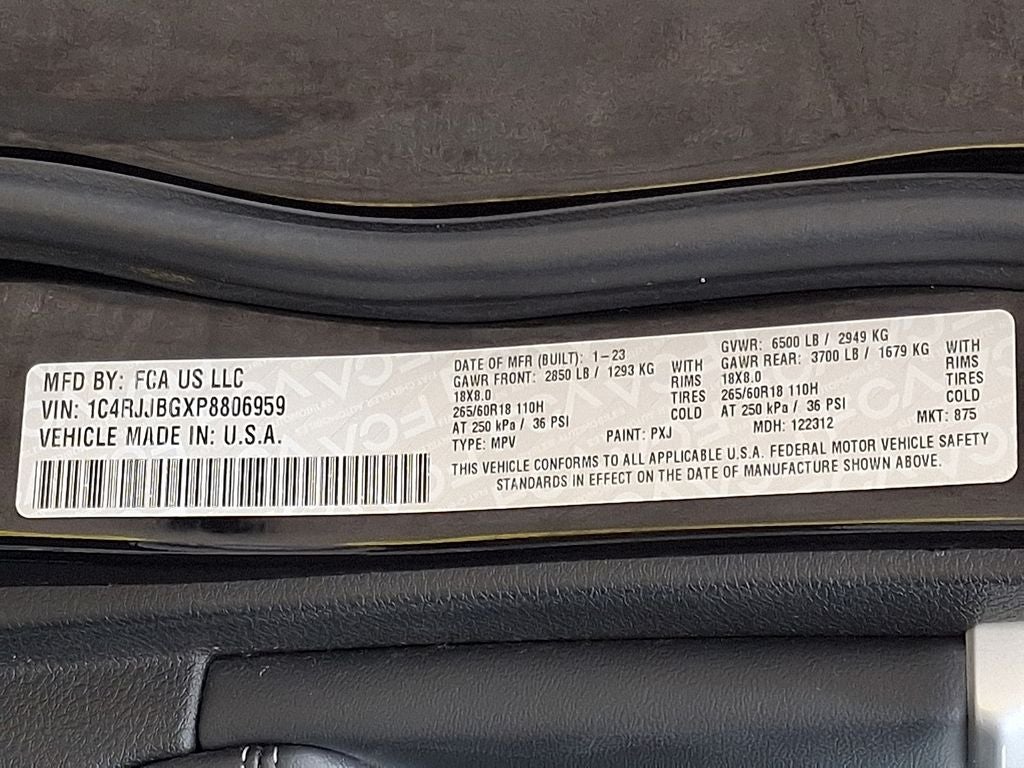 MFD BY: FCA US LLC
VIN: 1C4RJJBGXP8806959
VEHICLE MADE IN: U.S.A.
DATE OF MFR (BUILT): 1-23
GAWR FRONT: 2850 LB / 1293 KG
18X8.0
265/60R18 110H
AT 250 kPa / 36 PSI
TYPE: MPV
WITH
RIMS
TIRES
COLD
PAINT: PXJ
GVWR: 6500 LB / 2949 KG
GAWR REAR: 3700 LB / 1679 KG
18X8.0
265/60R18 110H
AT 250 kPa / 36 PSI
WITH
RIMS
TIRES
COLD
MDH: 122312
MKT: 875
THIS VEHICLE CONFORMS TO ALL APPLICABLE U.S.A. FEDERAL MOTOR VEHICLE SAFETY
STANDARDS IN EFFECT ON THE DATE OF MANUFACTURE SHOWN ABOVE.